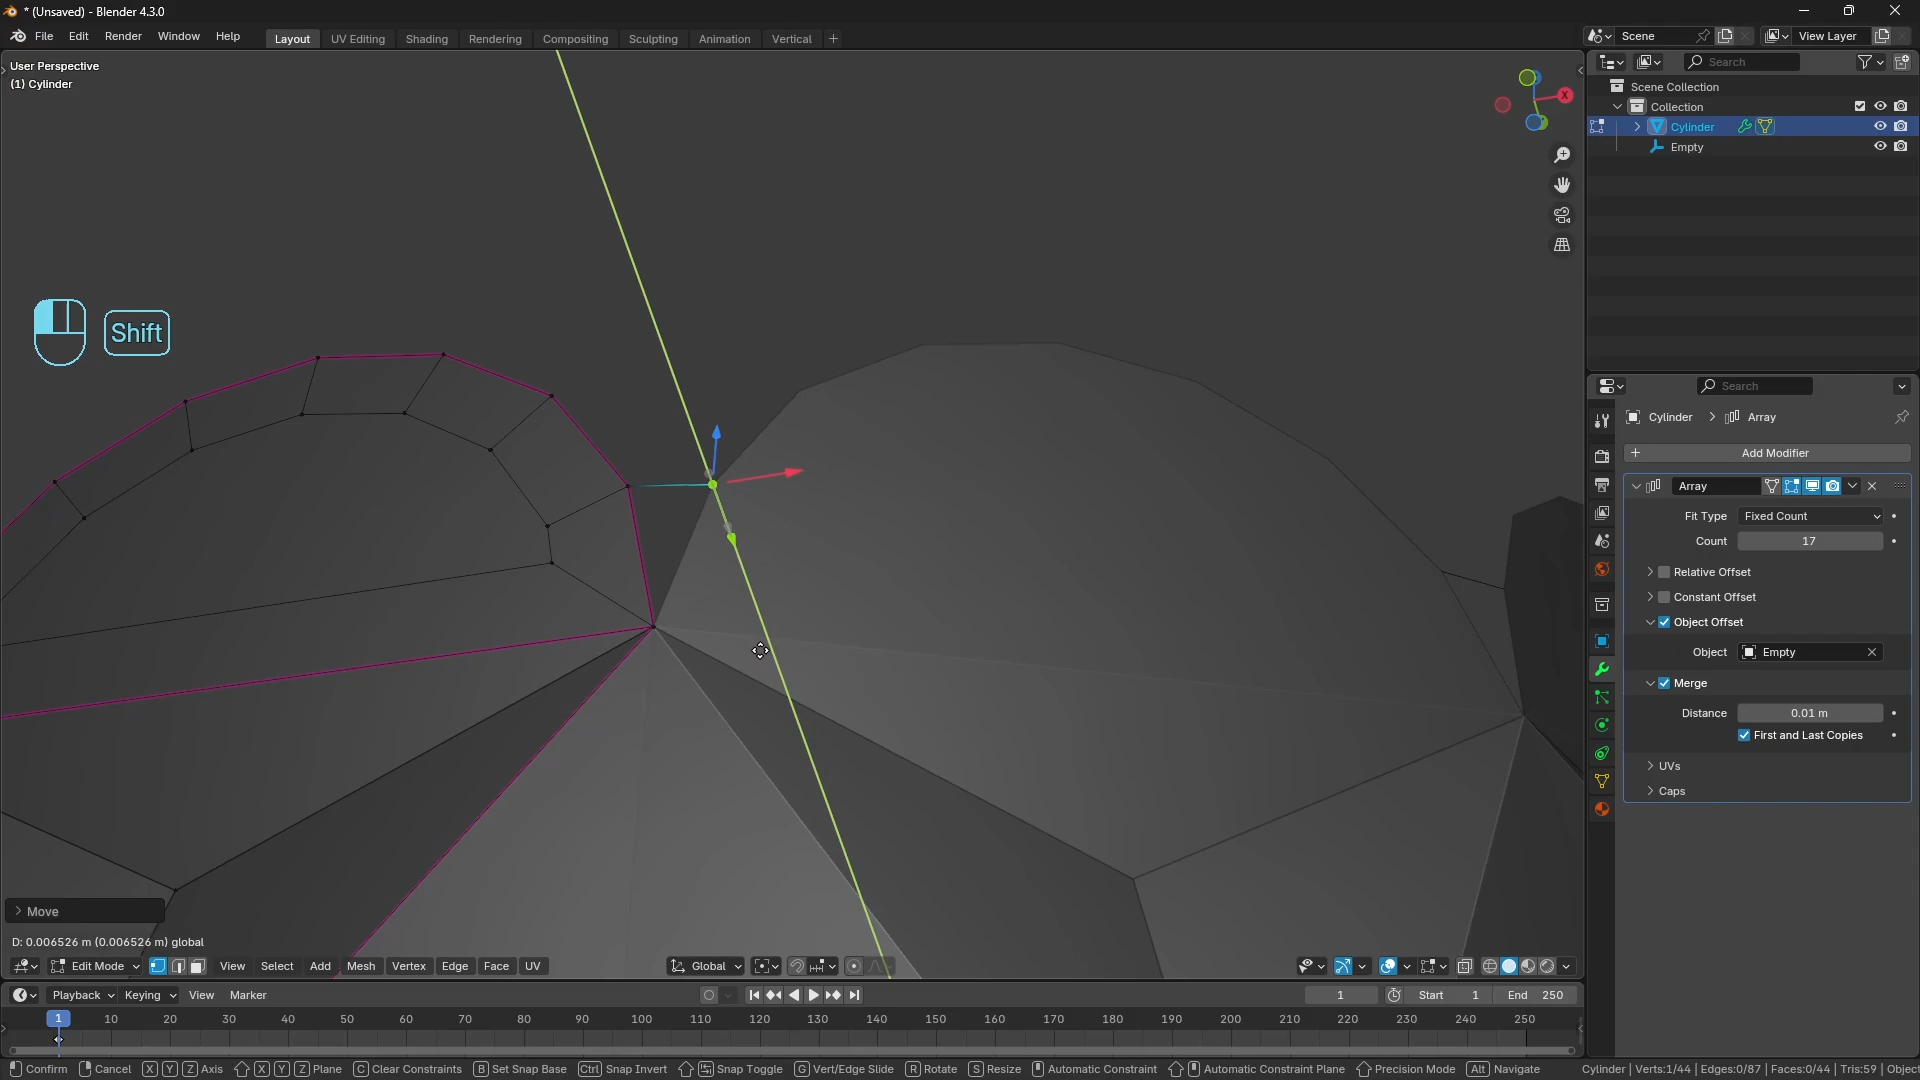 * (Unsaved) - Blender 4.3.0
File Edit Render Window Help Layout UV Editing Shading Rendering Compositing Sculpting Animation Vertical + Scene View Layer
User Perspective
(1) Cylinder
X
Shift
Search
Scene Collection
Collection
Cylinder
Empty
Search
Cylinder > Array
+ Add Modifier
Array
Fit Type Fixed Count
Count 17
Relative Offset
Constant Offset
Object Offset
Object Empty
Merge
Distance 0.01 m
First and Last Copies
UVs
Caps
> Move
D: 0.006526 m (0.006526 m) global
Edit Mode View Select Add Mesh Vertex Edge Face UV Global
Playback Keying View Marker 1 Start 1 End 250
1 10 20 30 40 50 60 70 80 90 100 110 120 130 140 150 160 170 180 190 200 210 220 230 240 250
Confirm Cancel X Y Z Axis X Y Z Plane C Clear Constraints B Set Snap Base Ctrl Snap Invert Snap Toggle G Vert/Edge Slide R Rotate S Resize Automatic Constraint Automatic Constraint Plane Precision Mode Alt Navigate Cylinder | Verts:1/44 | Edges:0/87 | Faces:0/44 | Tris:59 | Object